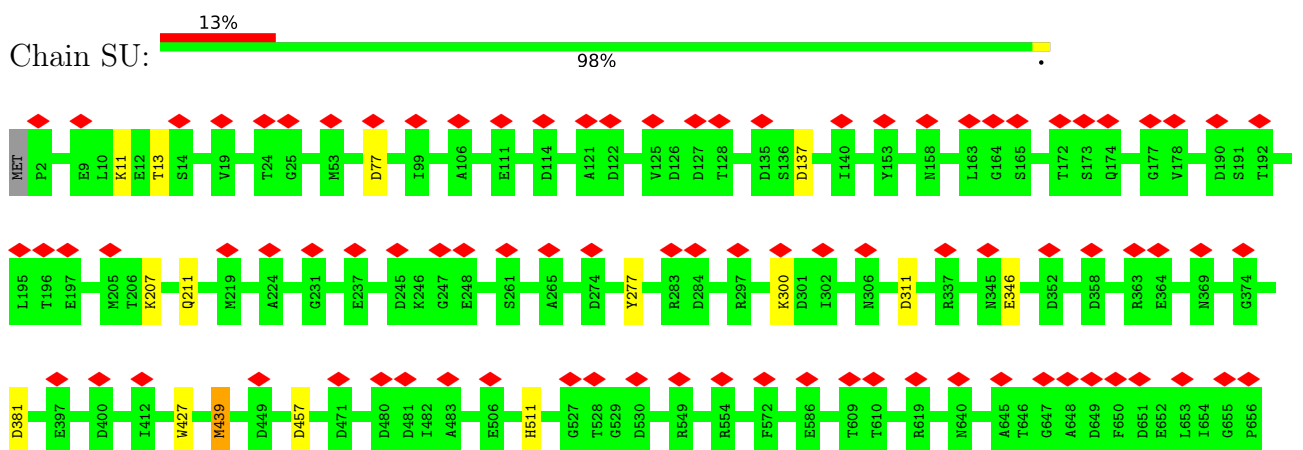 13%
Chain SU:
98%
MET P2 E9 L10 K11 E12 T13 S14 V19 T24 G25 M53 D77 I99 A106 E111 D114 A121 D122 V125 D126 D127 T128 D135 S136 D137 I140 Y153 N158 L163 G164 S165 T172 S173 Q174 G177 V178 D190 S191 T192
L195 T196 E197 M205 T206 K207 Q211 M219 A224 G231 E237 D245 K246 G247 E248 S261 A265 D274 Y277 R283 D284 R297 K300 D301 I302 N306 D311 R337 N345 E346 D352 D358 R363 E364 N369 G374
D381 E397 D400 I412 W427 M439 D449 D457 D471 D480 D481 I482 A483 E506 H511 G527 T528 G529 D530 R549 R554 F572 E586 T609 T610 R619 N640 A645 T646 G647 A648 D649 F650 D651 E652 L653 I654 G655 P656